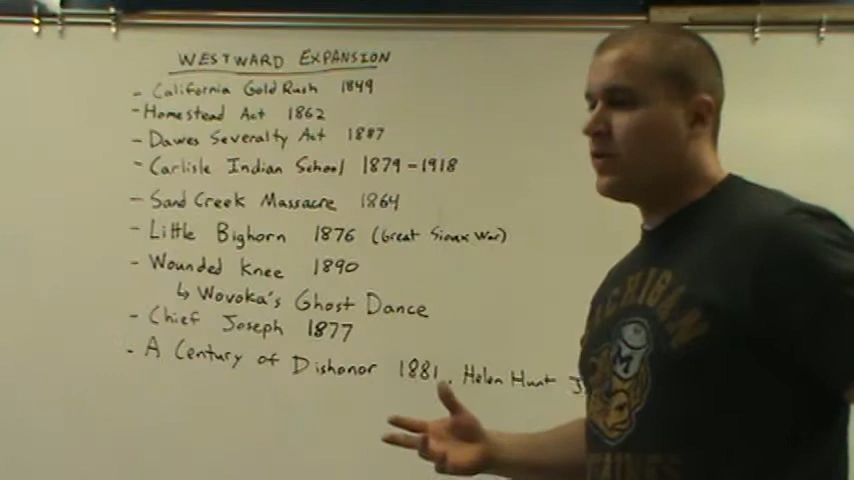 WESTWARD EXPANSION
- California Gold Rush 1849
- Homestead Act 1862
- Dawes Severalty Act 1887
- Carlisle Indian School 1879-1918
- Sand Creek Massacre 1864
- Little Bighorn 1876 (Great Sioux War)
- Wounded Knee 1890
↳ Wovoka's Ghost Dance
- Chief Joseph 1877
- A Century of Dishonor 1881, Helen Hunt J
MICHIGAN
M